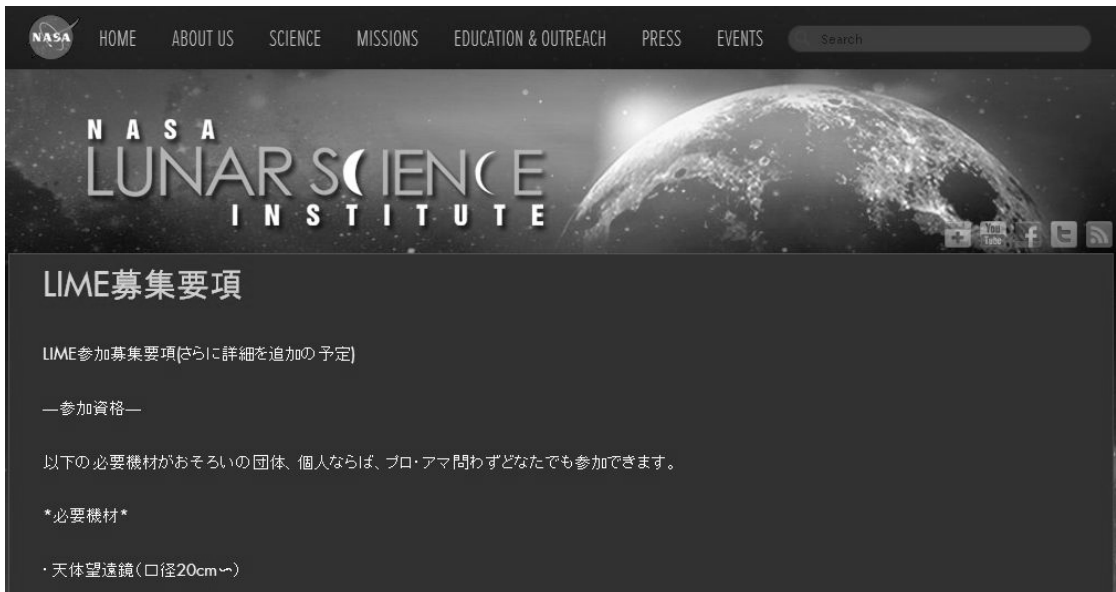 NASA HOME ABOUT US SCIENCE MISSIONS EDUCATION & OUTREACH PRESS EVENTS Search
NASA
LUNAR SCIENCE
INSTITUTE
You Tube
LIME募集要項
LIME参加募集要項(さらに詳細を追加の予定)
―参加資格―
以下の必要機材がおそろいの団体、個人ならば、プロ・アマ問わずどなたでも参加できます。
*必要機材*
・天体望遠鏡(口径20cm～)